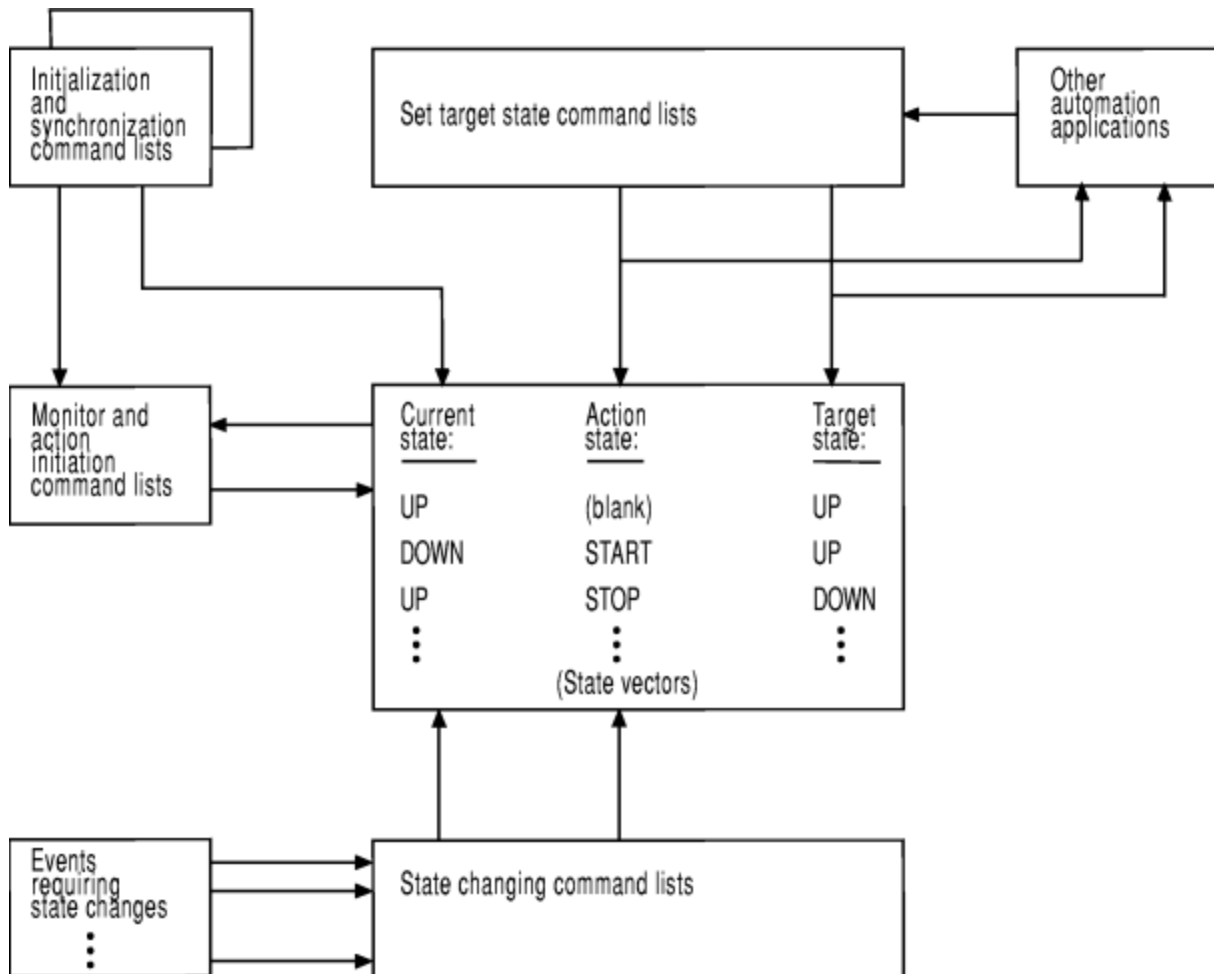 Initialization
and
synchronization
command lists
Set target state command lists
Other
automation
applications
Monitor and
action
initiation
command lists
Current
state:
Action
state:
Target
state:
UP
(blank)
UP
DOWN
START
UP
UP
STOP
DOWN
(State vectors)
Events
requiring
state changes
State changing command lists